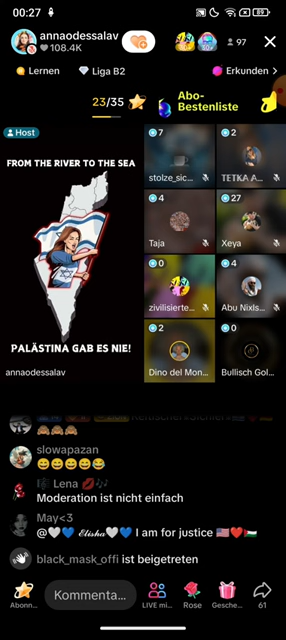 00:27
89
annodessalav
108.4K
97
Lernen
Liga B2
Erkunden >
23/35
Abo-
Bestenliste
Host
FROM THE RIVER TO THE SEA
PALÄSTINA GAB ES NIE!
annaodessalav
7
stolze_sic...
2
TETKA A...
4
Taja
27
Xeya
0
zivilisierte...
4
Abu Nixls...
2
Dino del Mon...
0
Bullisch Gol...
slowapazan
😄😄😄😄😂
🎼 Lena 💋🎶
Moderation ist nicht einfach
May<3
@🤍💙 𝓔𝓵𝓲𝓼𝓱𝓪 🤍💙 I am for justice 🇺🇸❤️🇵🇸
black_mask_offi ist beigetreten
Abonn...
Kommenta...
LIVE mi...
Rose
Gesche...
61